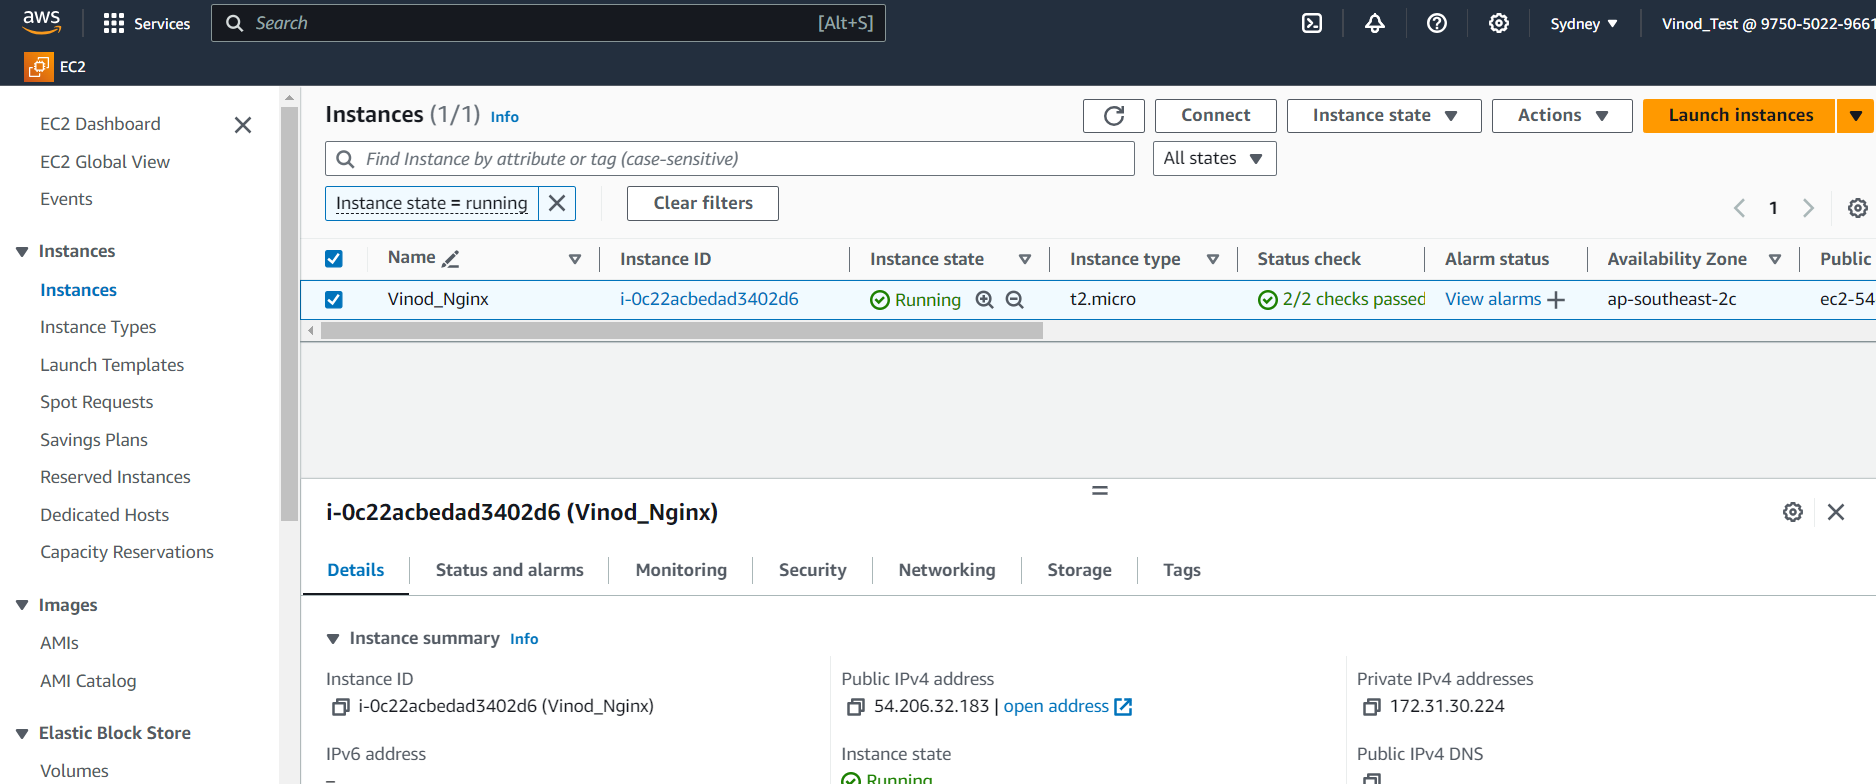 aws
Services
Search [Alt+S]
Sydney
Vinod_Test @ 9750-5022-9661
EC2
EC2 Dashboard
EC2 Global View
Events
Instances
Instances
Instance Types
Launch Templates
Spot Requests
Savings Plans
Reserved Instances
Dedicated Hosts
Capacity Reservations
Images
AMIs
AMI Catalog
Elastic Block Store
Volumes
Instances (1/1) Info
Connect
Instance state
Actions
Launch instances
Find Instance by attribute or tag (case-sensitive)
All states
Instance state = running
Clear filters
1
Name Instance ID Instance state Instance type Status check Alarm status Availability Zone Public
Vinod_Nginx i-0c22acbedad3402d6 Running t2.micro 2/2 checks passed View alarms ap-southeast-2c ec2-54
i-0c22acbedad3402d6 (Vinod_Nginx)
Details Status and alarms Monitoring Security Networking Storage Tags
Instance summary Info
Instance ID
i-0c22acbedad3402d6 (Vinod_Nginx)
Public IPv4 address
54.206.32.183 | open address
Private IPv4 addresses
172.31.30.224
IPv6 address
–
Instance state
Running
Public IPv4 DNS